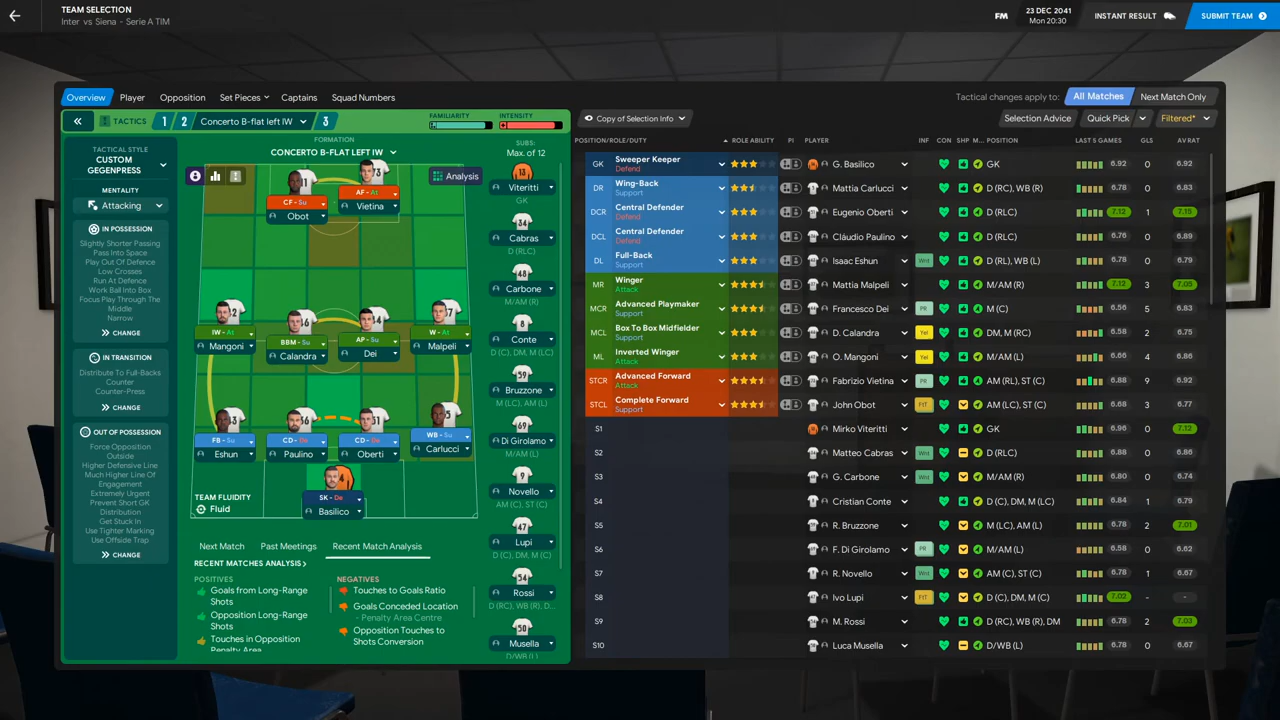 TEAM SELECTION
Inter vs Siena - Serie A TIM
FM
23 DEC 2041
Mon 20:30
INSTANT RESULT
SUBMIT TEAM
Overview
Player
Opposition
Set Pieces
Captains
Squad Numbers
Tactical changes apply to:
All Matches
Next Match Only
TACTICS
1
2
Concerto B-flat left IW
3
FAMILIARITY
INTENSITY
TACTICAL STYLE
CUSTOM
GEGENPRESS
MENTALITY
Attacking
IN POSSESSION
Slightly Shorter Passing
Pass Into Space
Play Out Of Defence
Low Crosses
Run At Defence
Work Ball Into Box
Focus Play Through The
Middle
Narrow
CHANGE
IN TRANSITION
Distribute To Full-Backs
Counter
Counter-Press
CHANGE
OUT OF POSSESSION
Force Opposition
Outside
Higher Defensive Line
Much Higher Line Of
Engagement
Extremely Urgent
Prevent Short GK
Distribution
Get Stuck In
Use Tighter Marking
Use Offside Trap
CHANGE
FORMATION
CONCERTO B-FLAT LEFT IW
Analysis
CF - Su
Obot
AF - At
Vietina
IW - At
Mangoni
BBM - Su
Calandra
AP - Su
Dei
W - At
Malpeli
FB - Su
Eshun
CD - De
Paulino
CD - De
Oberti
WB - Su
Carlucci
SK - De
Basilico
TEAM FLUIDITY
Fluid
SUBS:
Max. of 12
13
Viteritti
GK
34
Cabras
D (RLC)
48
Carbone
M/AM (R)
8
Conte
D (C), DM, M (LC)
59
Bruzzone
M (LC), AM (L)
69
Di Girolamo
M/AM (L)
9
Novello
AM (C), ST (C)
47
Lupi
D (C), DM, M (C)
54
Rossi
D (RC), WB (R), D...
50
Musella
D/WB (L)
Next Match
Past Meetings
Recent Match Analysis
RECENT MATCHES ANALYSIS
POSITIVES
Goals from Long-Range
Shots
Opposition Long-Range
Shots
Touches in Opposition
Penalty Area
NEGATIVES
Touches to Goals Ratio
Goals Conceded Location
- Penalty Area Centre
Opposition Touches to
Shots Conversion
Copy of Selection Info
Selection Advice
Quick Pick
Filtered*
POSITION/ROLE/DUTY
ROLE ABILITY
PI
PLAYER
INF
CON
SHP
M...
POSITION
LAST 5 GAMES
GLS
AV RAT
GK Sweeper Keeper Defend G. Basilico GK 6.92 0 6.92
DR Wing-Back Support Mattia Carlucci D (RC), WB (R) 6.78 0 6.83
DCR Central Defender Defend Eugenio Oberti D (RLC) 7.12 1 7.15
DCL Central Defender Defend Cláudio Paulino D (RLC) 6.76 0 6.89
DL Full-Back Support Isaac Eshun Wnt D (RL), WB (L) 6.78 0 6.78
MR Winger Attack Mattia Malpeli M/AM (R) 7.12 3 7.05
MCR Advanced Playmaker Support Francesco Dei PR M (C) 6.94 5 6.83
MCL Box To Box Midfielder Support D. Calandra Yel DM, M (RC) 6.58 2 6.75
ML Inverted Winger Attack O. Mangoni Yel M/AM (L) 6.66 4 6.86
STCR Advanced Forward Attack Fabrizio Vietina PR AM (RL), ST (C) 6.88 9 6.92
STCL Complete Forward Support John Obot FIT AM (LC), ST (C) 6.68 3 6.77
S1 Mirko Viteritti GK 6.96 0 7.12
S2 Matteo Cabras D (RLC) 6.86 0 6.88
S3 G. Carbone Wnt M/AM (R) 6.80 0 6.74
S4 Cristian Conte D (C), DM, M (LC) 6.84 1 6.79
S5 R. Bruzzone M (LC), AM (L) 6.78 2 7.01
S6 F. Di Girolamo PR M/AM (L) 6.58 0 6.62
S7 R. Novello Wnt AM (C), ST (C) 6.78 1 6.67
S8 Ivo Lupi FIT D (C), DM, M (C) 7.02 - -
S9 M. Rossi D (RC), WB (R), DM 6.78 2 7.03
S10 Luca Musella D/WB (L) 6.78 0 6.65